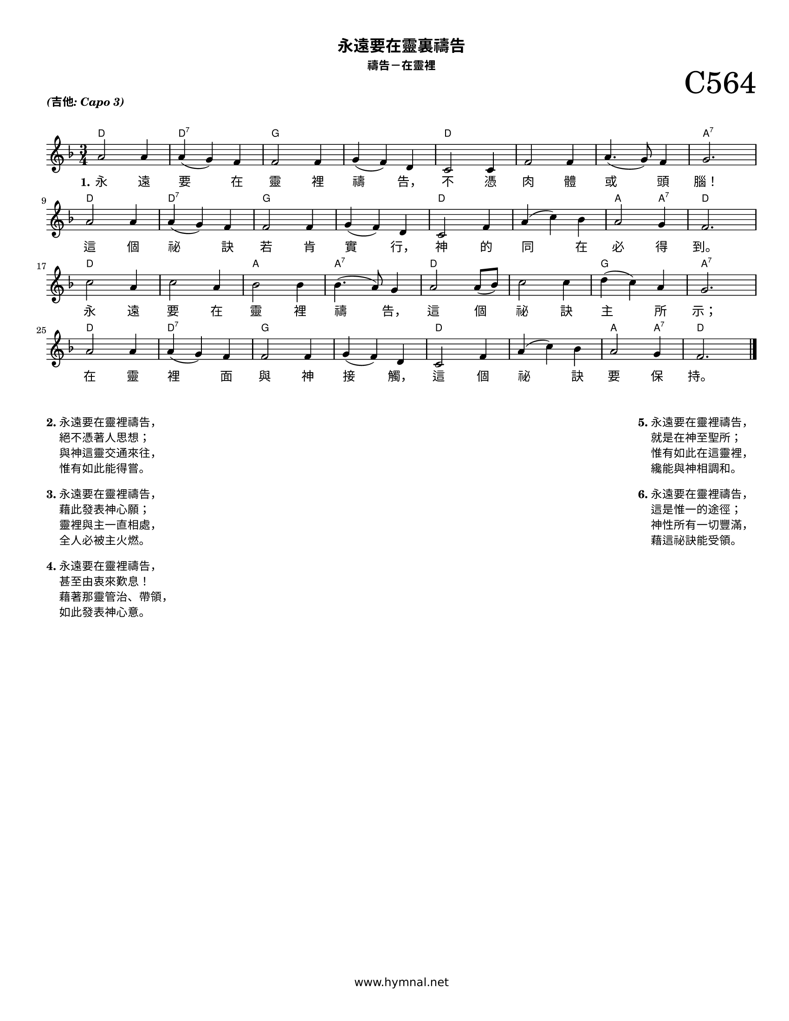 永遠要在靈裏禱告
禱告－在靈裡
C564
(吉他: Capo 3)
D D7 G D A7
3 4
1. 永 遠 要 在 靈 裡 禱 告， 不 憑 肉 體 或 頭 腦！
9
D D7 G D A A7 D
這 個 祕 訣 若 肯 實 行， 神 的 同 在 必 得 到。
17
D A A7 D G A7
永 遠 要 在 靈 裡 禱 告， 這 個 祕 訣 主 所 示；
25
D D7 G D A A7 D
在 靈 裡 面 與 神 接 觸， 這 個 祕 訣 要 保 持。
2. 永遠要在靈裡禱告，
絕不憑著人思想；
與神這靈交通來往，
惟有如此能得嘗。
3. 永遠要在靈裡禱告，
藉此發表神心願；
靈裡與主一直相處，
全人必被主火燃。
4. 永遠要在靈裡禱告，
甚至由衷來歎息！
藉著那靈管治、帶領，
如此發表神心意。
5. 永遠要在靈裡禱告，
就是在神至聖所；
惟有如此在這靈裡，
纔能與神相調和。
6. 永遠要在靈裡禱告，
這是惟一的途徑；
神性所有一切豐滿，
藉這祕訣能受領。
www.hymnal.net